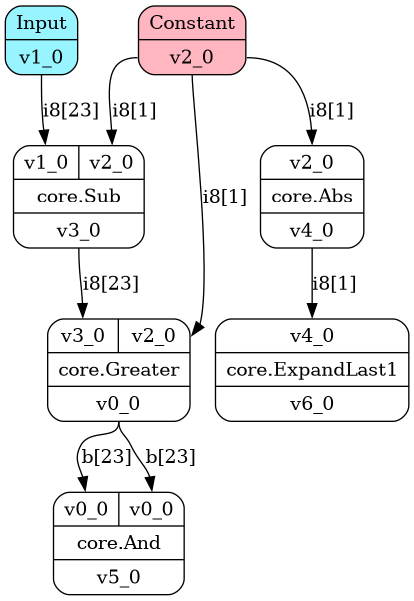 Input
v1_0
Constant
v2_0
i8[23]
i8[1]
i8[1]
v1_0 v2_0
core.Sub
v3_0
v2_0
core.Abs
v4_0
i8[1]
i8[23]
i8[1]
v3_0 v2_0
core.Greater
v0_0
v4_0
core.ExpandLast1
v6_0
b[23]
b[23]
v0_0 v0_0
core.And
v5_0